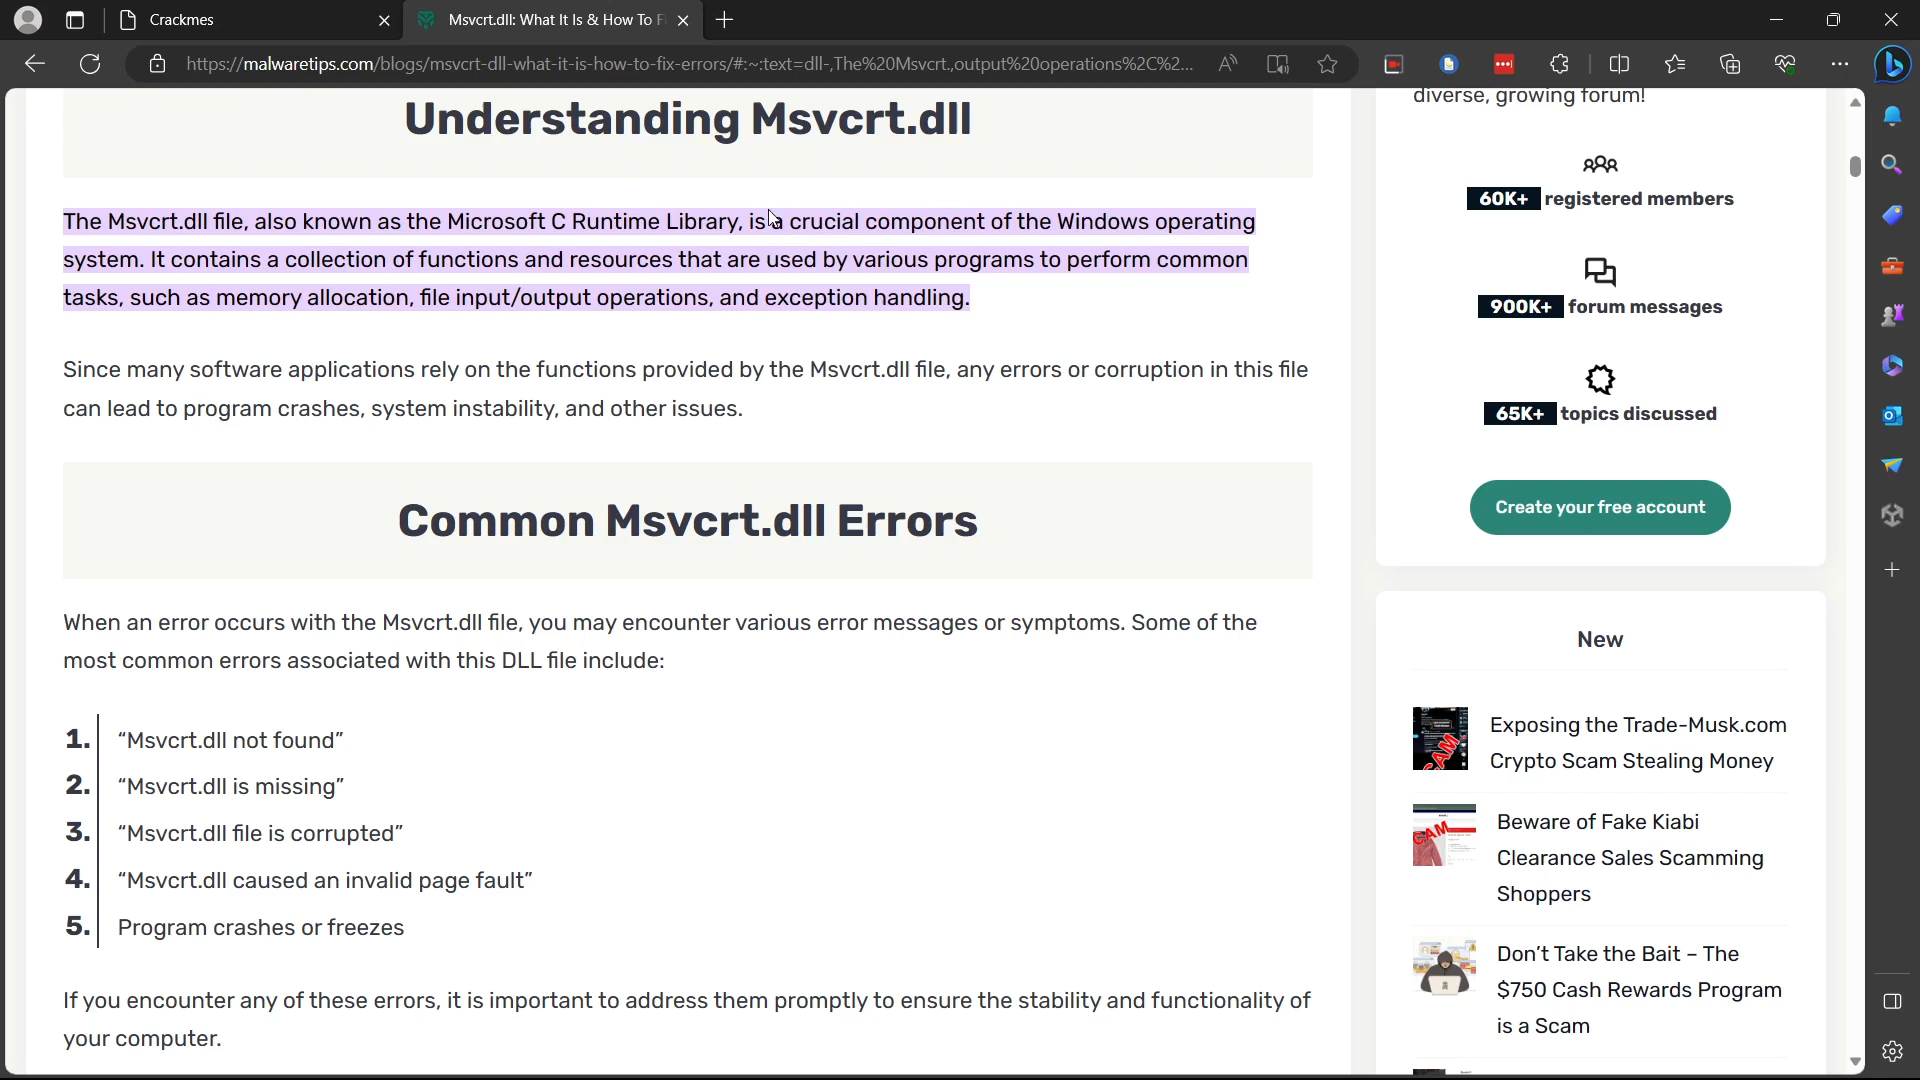 Crackmes
Msvcrt.dll: What It Is & How To Fi
https://malwaretips.com/blogs/msvcrt-dll-what-it-is-how-to-fix-errors/#:~:text=dll-,The%20Msvcrt.,output%20operations%2C%2...
Understanding Msvcrt.dll
The Msvcrt.dll file, also known as the Microsoft C Runtime Library, is a crucial component of the Windows operating
system. It contains a collection of functions and resources that are used by various programs to perform common
tasks, such as memory allocation, file input/output operations, and exception handling.
Since many software applications rely on the functions provided by the Msvcrt.dll file, any errors or corruption in this file
can lead to program crashes, system instability, and other issues.
Common Msvcrt.dll Errors
When an error occurs with the Msvcrt.dll file, you may encounter various error messages or symptoms. Some of the
most common errors associated with this DLL file include:
1. “Msvcrt.dll not found”
2. “Msvcrt.dll is missing”
3. “Msvcrt.dll file is corrupted”
4. “Msvcrt.dll caused an invalid page fault”
5. Program crashes or freezes
If you encounter any of these errors, it is important to address them promptly to ensure the stability and functionality of
your computer.
diverse, growing forum!
60K+ registered members
900K+ forum messages
65K+ topics discussed
Create your free account
New
Exposing the Trade-Musk.com
Crypto Scam Stealing Money
Beware of Fake Kiabi
Clearance Sales Scamming
Shoppers
Don’t Take the Bait – The
$750 Cash Rewards Program
is a Scam